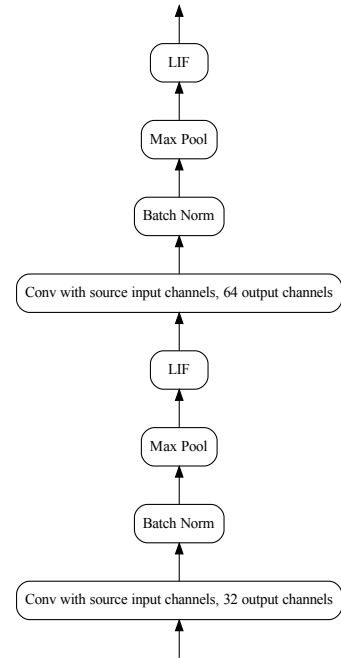 LIF
Max Pool
Batch Norm
Conv with source input channels, 64 output channels
LIF
Max Pool
Batch Norm
Conv with source input channels, 32 output channels